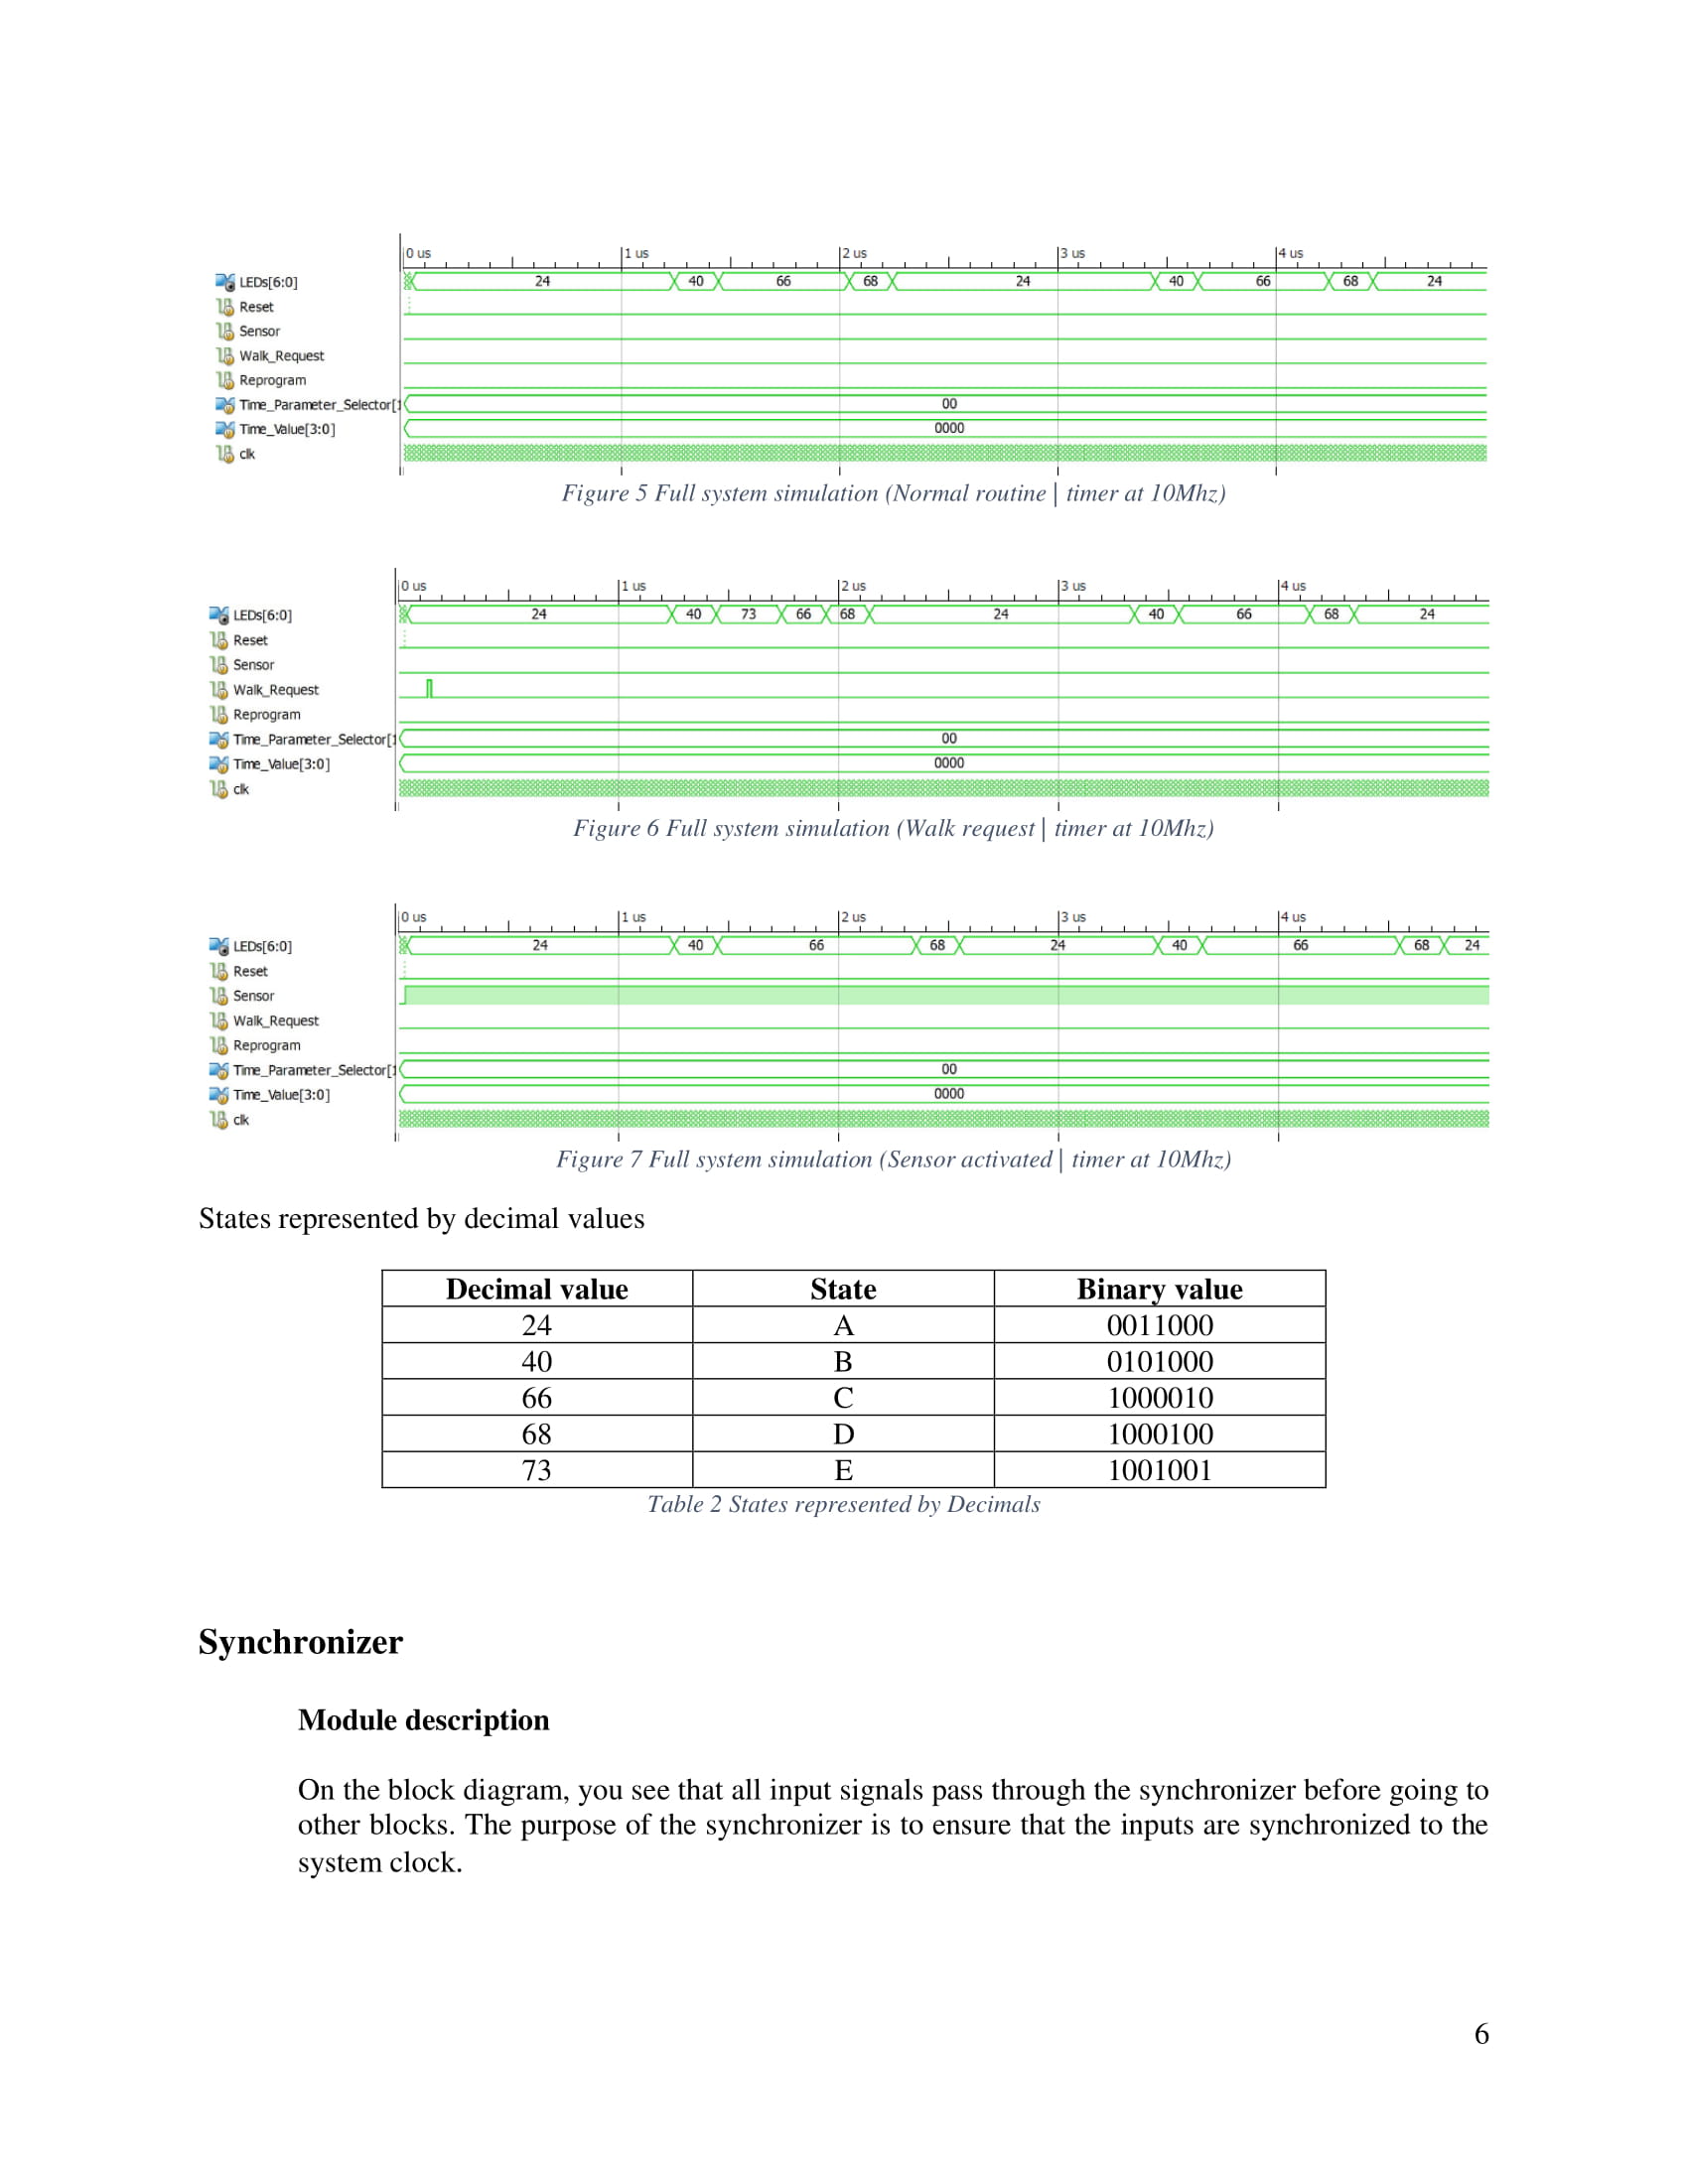 0 us 1 us 2 us 3 us 4 us
LEDs[6:0] 24 40 66 68 24 40 66 68 24
Reset
Sensor
Walk_Request
Reprogram
Time_Parameter_Selector[1 00
Time_Value[3:0] 0000
clk
Figure 5 Full system simulation (Normal routine | timer at 10Mhz)
0 us 1 us 2 us 3 us 4 us
LEDs[6:0] 24 40 73 66 68 24 40 66 68 24
Reset
Sensor
Walk_Request
Reprogram
Time_Parameter_Selector[1 00
Time_Value[3:0] 0000
clk
Figure 6 Full system simulation (Walk request | timer at 10Mhz)
0 us 1 us 2 us 3 us 4 us
LEDs[6:0] 24 40 66 68 24 40 66 68 24
Reset
Sensor
Walk_Request
Reprogram
Time_Parameter_Selector[1 00
Time_Value[3:0] 0000
clk
Figure 7 Full system simulation (Sensor activated | timer at 10Mhz)
States represented by decimal values
Decimal value State Binary value
24 A 0011000
40 B 0101000
66 C 1000010
68 D 1000100
73 E 1001001
Table 2 States represented by Decimals
Synchronizer
Module description
On the block diagram, you see that all input signals pass through the synchronizer before going to
other blocks. The purpose of the synchronizer is to ensure that the inputs are synchronized to the
system clock.
6